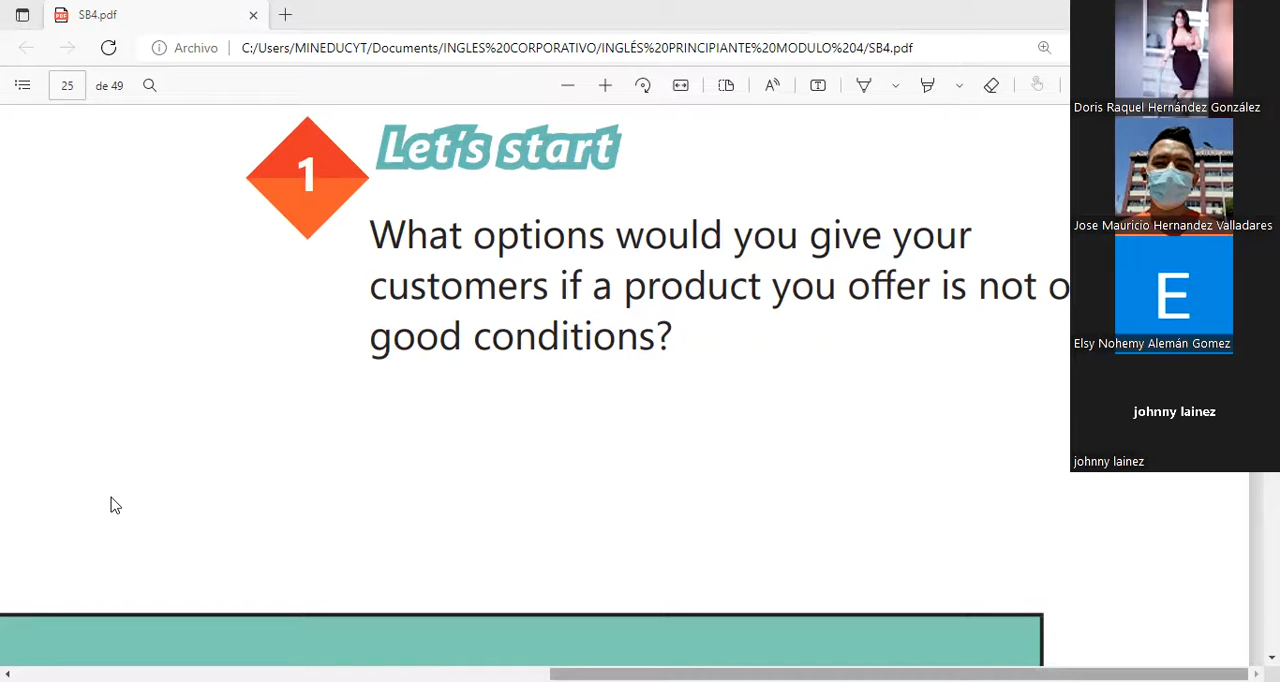 SB4.pdf
Archivo
C:/Users/MINEDUCYT/Documents/INGLES%20CORPORATIVO/INGLÉS%20PRINCIPIANTE%20MODULO%204/SB4.pdf
25 de 49
1 Let's start
What options would you give your
customers if a product you offer is not o
good conditions?
Doris Raquel Hernández González
Jose Mauricio Hernandez Valladares
E
Elsy Nohemy Alemán Gomez
johnny lainez
johnny lainez